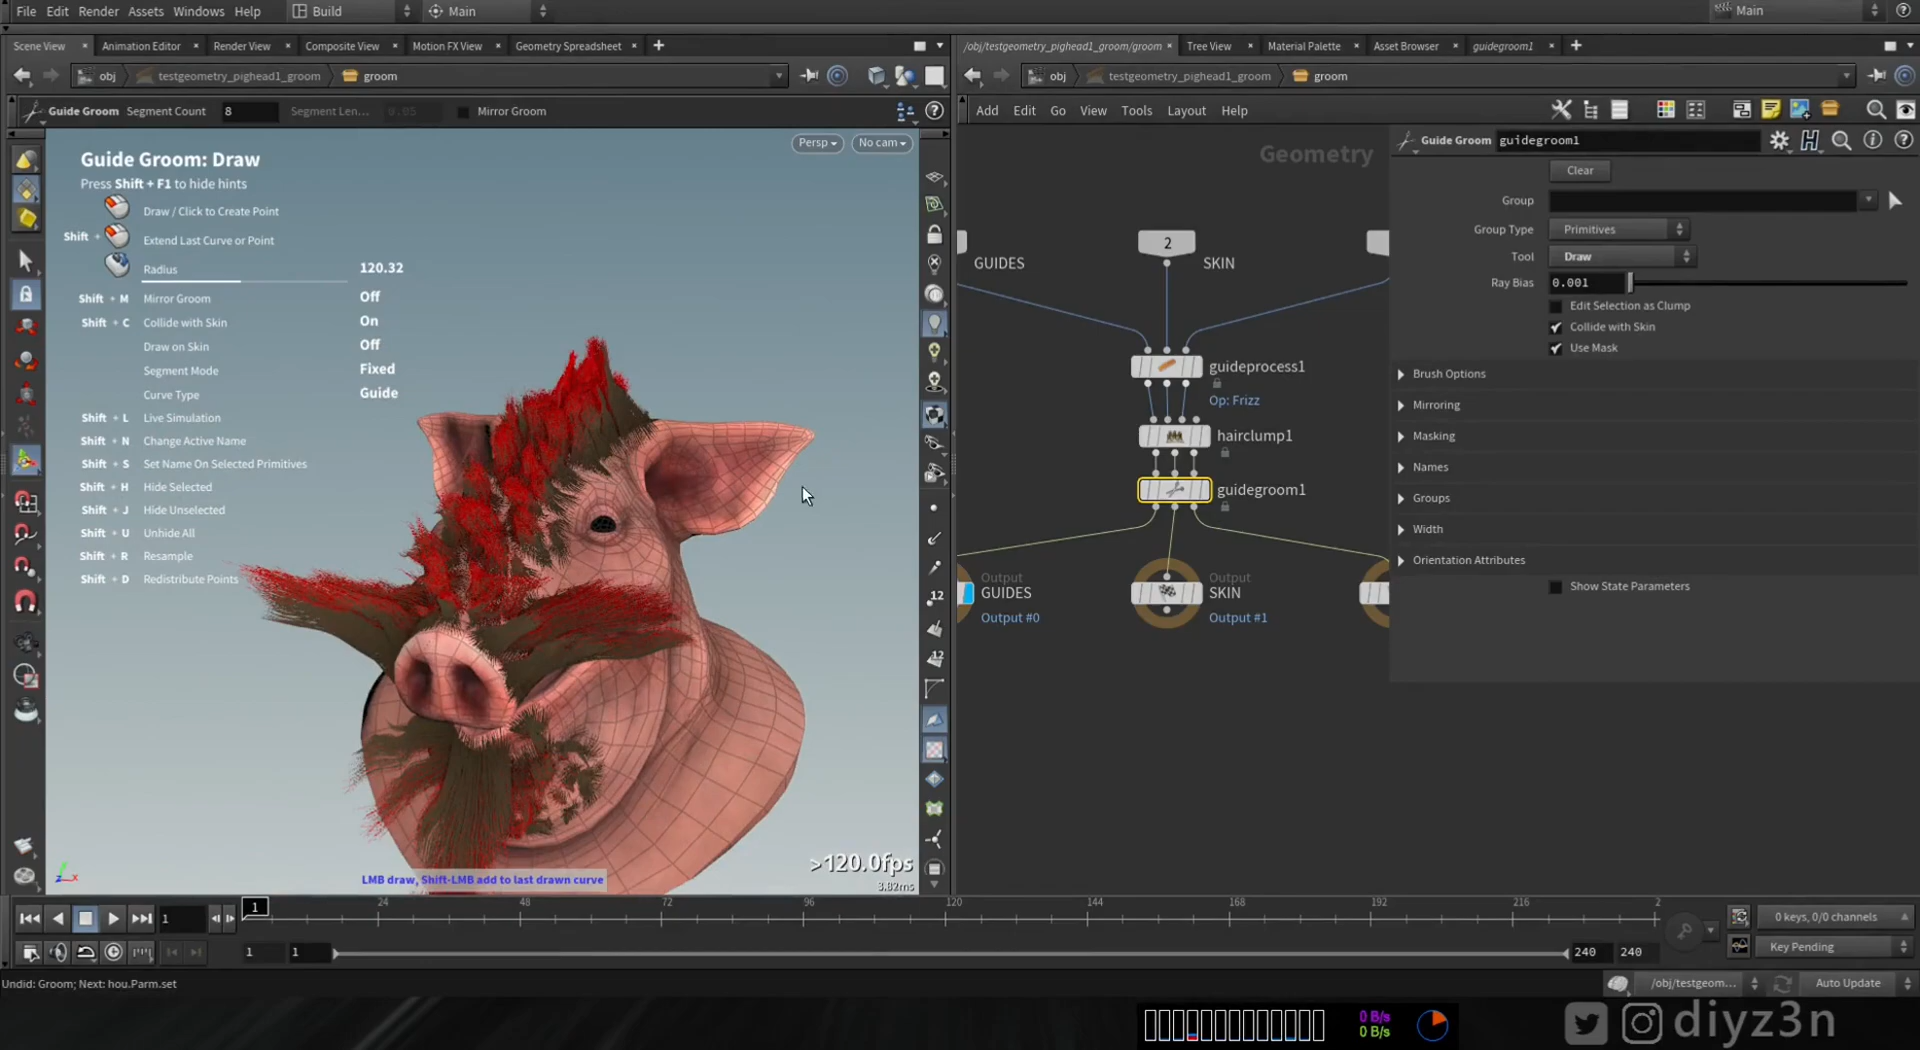 File Edit Render Assets Windows Help Build Main Main
Scene View Animation Editor Render View Composite View Motion FX View Geometry Spreadsheet
/obj/testgeometry_pighead1_groom/groom Tree View Material Palette Asset Browser guidegroom1
obj testgeometry_pighead1_groom groom
obj testgeometry_pighead1_groom groom
Guide Groom Segment Count 8 Segment Len... 0.05 Mirror Groom
Add Edit Go View Tools Layout Help
Persp No cam
Guide Groom: Draw
Press Shift + F1 to hide hints
Draw / Click to Create Point
Shift + Extend Last Curve or Point
Radius 120.32
Shift + M Mirror Groom Off
Shift + C Collide with Skin On
Draw on Skin Off
Segment Mode Fixed
Curve Type Guide
Shift + L Live Simulation
Shift + N Change Active Name
Shift + S Set Name On Selected Primitives
Shift + H Hide Selected
Shift + J Hide Unselected
Shift + U Unhide All
Shift + R Resample
Shift + D Redistribute Points
>120.0fps
3.82ms
LMB draw, Shift-LMB add to last drawn curve
12
12
Geometry
GUIDES
2
SKIN
guideprocess1
Op: Frizz
hairclump1
guidegroom1
Output
GUIDES
Output #0
Output
SKIN
Output #1
Guide Groom guidegroom1
Clear
Group
Group Type Primitives
Tool Draw
Ray Bias 0.001
Edit Selection as Clump
Collide with Skin
Use Mask
Brush Options
Mirroring
Masking
Names
Groups
Width
Orientation Attributes
Show State Parameters
1 1 24 48 72 96 120 144 168 192 216 2
0 keys, 0/0 channels
1 1 240 240
Key Pending
Undid: Groom; Next: hou.Parm.set
/obj/testgeom... Auto Update
0 B/s
0 B/s
diyz3n